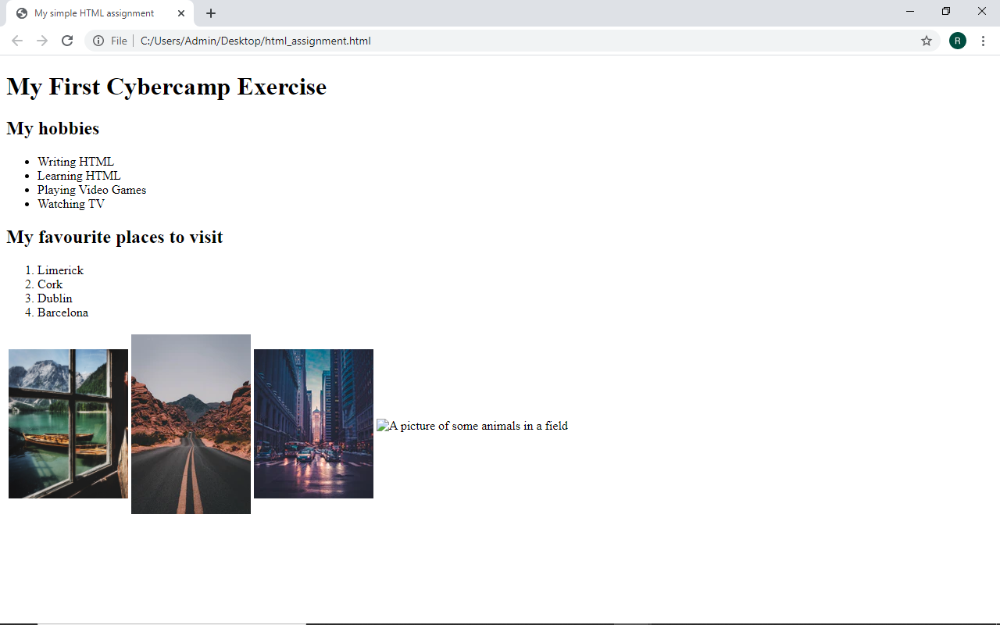 My simple HTML assignment
File C:/Users/Admin/Desktop/html_assignment.html
R
My First Cybercamp Exercise
My hobbies
• Writing HTML
• Learning HTML
• Playing Video Games
• Watching TV
My favourite places to visit
1. Limerick
2. Cork
3. Dublin
4. Barcelona
A picture of some animals in a field